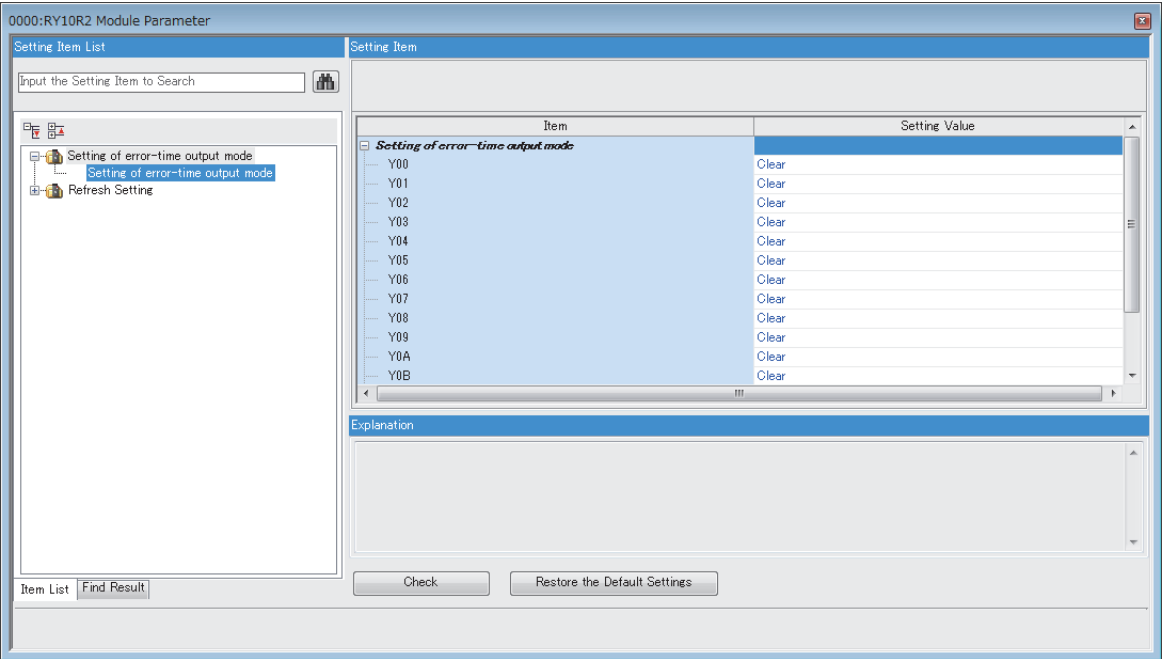 0000:RY10R2 Module Parameter
Setting Item List
Input the Setting Item to Search
Setting of error-time output mode
Setting of error-time output mode
Refresh Setting
Item List Find Result
Setting Item
Item Setting Value
Setting of error-time output mode
Y00 Clear
Y01 Clear
Y02 Clear
Y03 Clear
Y04 Clear
Y05 Clear
Y06 Clear
Y07 Clear
Y08 Clear
Y09 Clear
Y0A Clear
Y0B Clear
Explanation
Check Restore the Default Settings